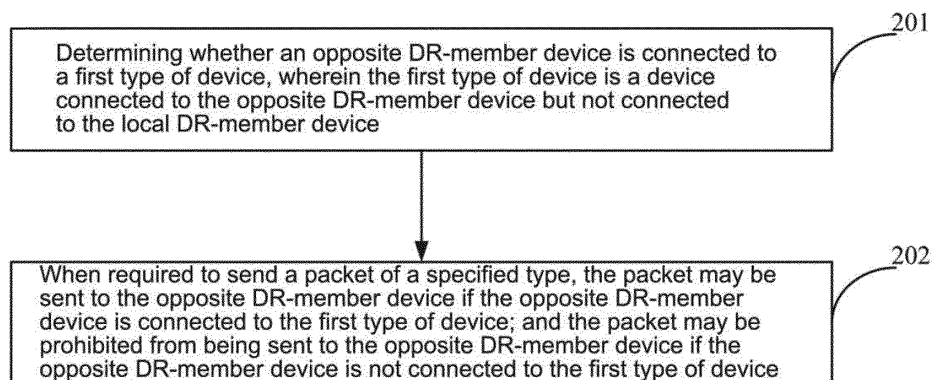 201
Determining whether an opposite DR-member device is connected to
a first type of device, wherein the first type of device is a device
connected to the opposite DR-member device but not connected
to the local DR-member device
202
When required to send a packet of a specified type, the packet may be
sent to the opposite DR-member device if the opposite DR-member
device is connected to the first type of device; and the packet may be
prohibited from being sent to the opposite DR-member device if the
opposite DR-member device is not connected to the first type of device